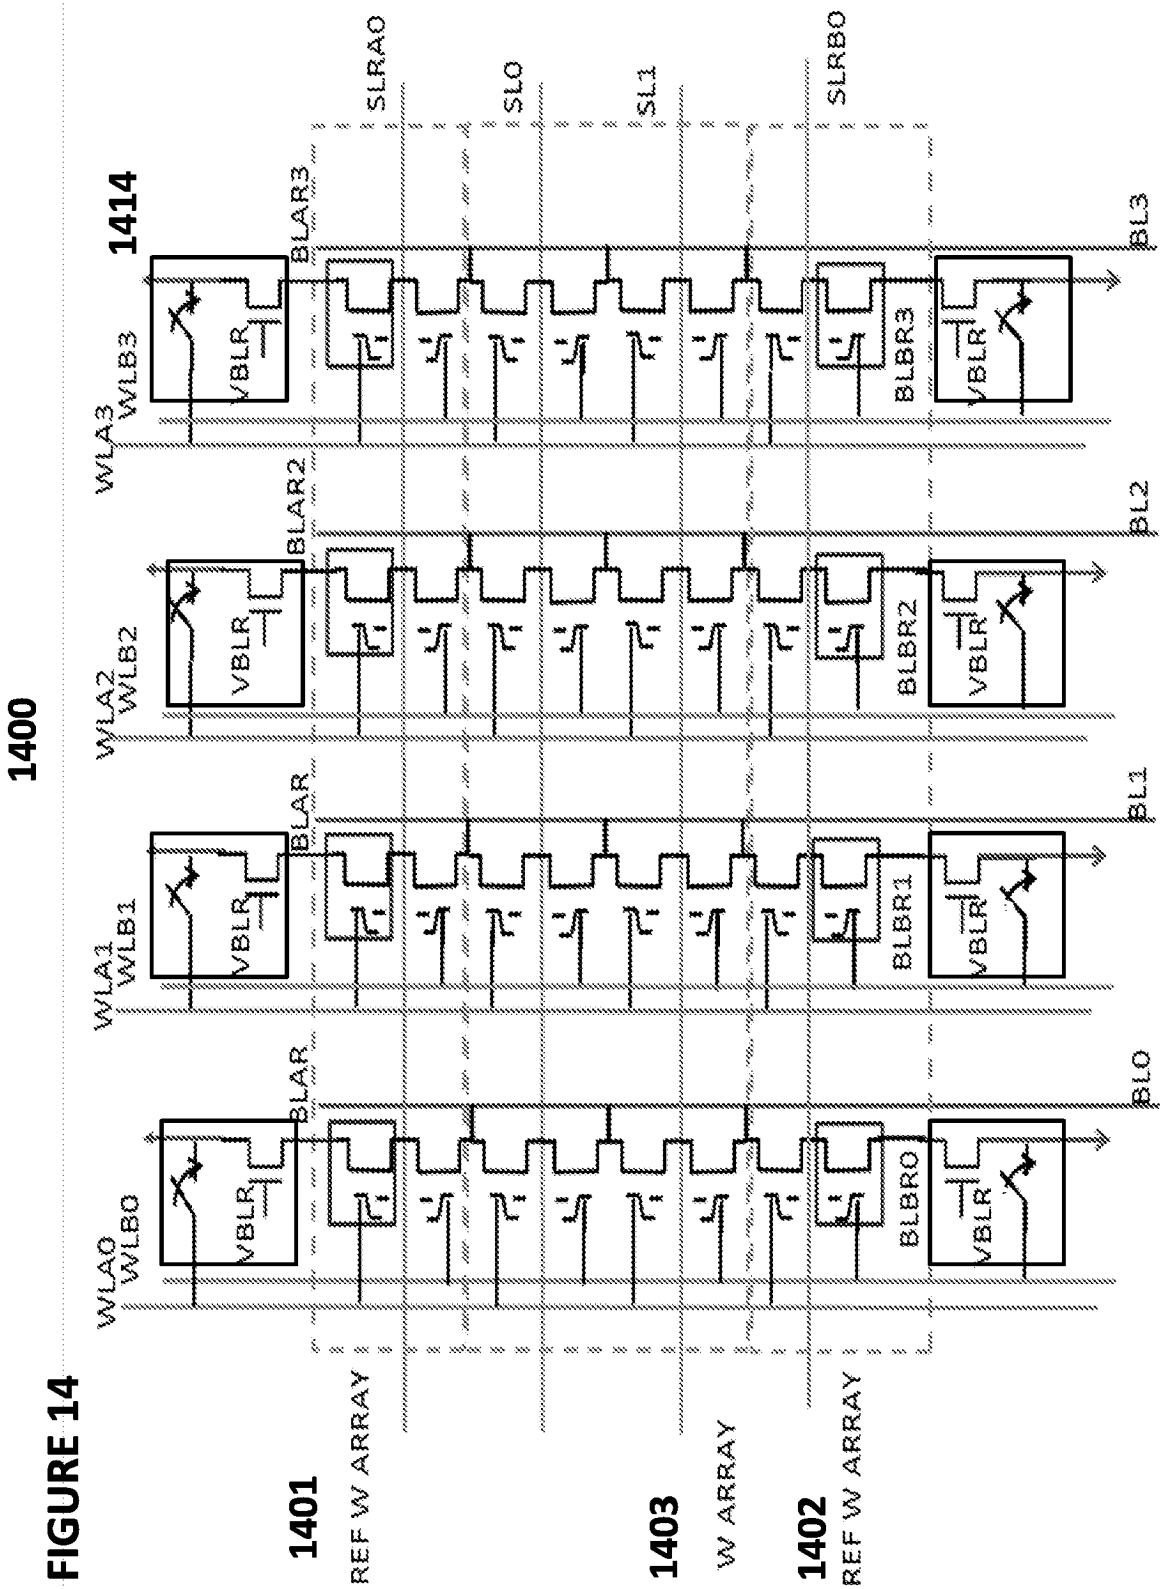 1400
FIGURE 14
WLA0
WLB0
WLA1
WLB1
WLA2
WLB2
WLA3
WLB3
1414
VBLR
VBLR
VBLR
VBLR
1401
BLAR
BLAR
BLAR2
BLAR3
REF W ARRAY
SLRA0
SL0
1403
SL1
W ARRAY
1402
SLRB0
REF W ARRAY
BLBR0
BLBR1
BLBR2
BLBR3
VBLR
VBLR
VBLR
VBLR
BL0
BL1
BL2
BL3